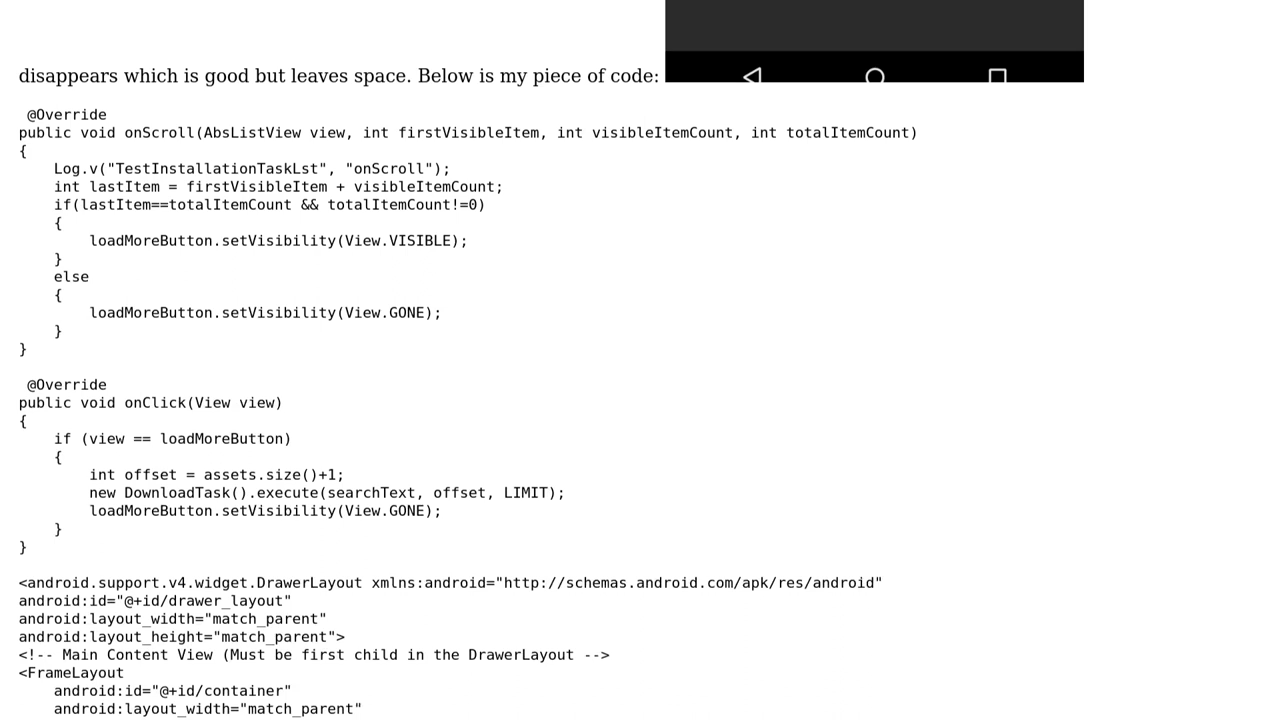 disappears which is good but leaves space. Below is my piece of code:
@Override
public void onScroll(AbsListView view, int firstVisibleItem, int visibleItemCount, int totalItemCount)
{
    Log.v("TestInstallationTaskLst", "onScroll");
    int lastItem = firstVisibleItem + visibleItemCount;
    if(lastItem==totalItemCount && totalItemCount!=0)
    {
        loadMoreButton.setVisibility(View.VISIBLE);
    }
    else
    {
        loadMoreButton.setVisibility(View.GONE);
    }
}
@Override
public void onClick(View view)
{
    if (view == loadMoreButton)
    {
        int offset = assets.size()+1;
        new DownloadTask().execute(searchText, offset, LIMIT);
        loadMoreButton.setVisibility(View.GONE);
    }
}
<android.support.v4.widget.DrawerLayout xmlns:android="http://schemas.android.com/apk/res/android"
android:id="@+id/drawer_layout"
android:layout_width="match_parent"
android:layout_height="match_parent">
<!-- Main Content View (Must be first child in the DrawerLayout -->
<FrameLayout
    android:id="@+id/container"
    android:layout_width="match_parent"